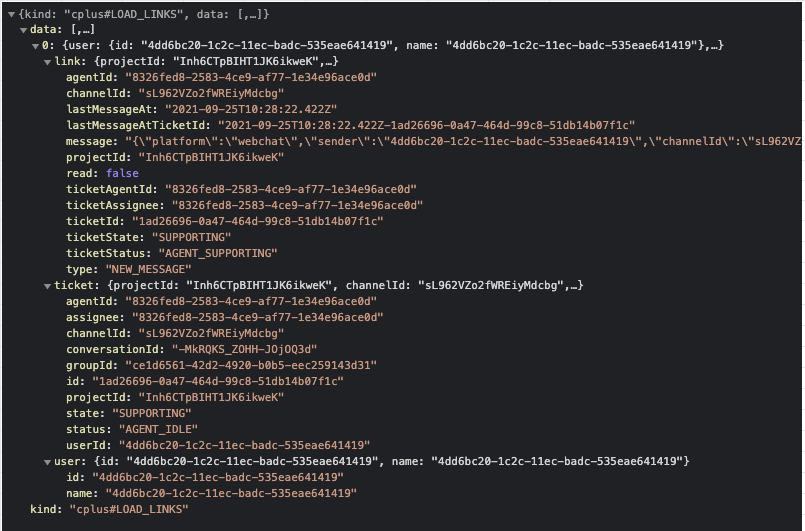 {kind: "cplus#LOAD_LINKS", data: [,…]}
data: [,…]
0: {user: {id: "4dd6bc20-1c2c-11ec-badc-535eae641419", name: "4dd6bc20-1c2c-11ec-badc-535eae641419"},…}
link: {projectId: "Inh6CTpBIHT1JK6ikweK",…}
agentId: "8326fed8-2583-4ce9-af77-1e34e96ace0d"
channelId: "sL962VZo2fWREiyMdcbg"
lastMessageAt: "2021-09-25T10:28:22.422Z"
lastMessageAtTicketId: "2021-09-25T10:28:22.422Z-1ad26696-0a47-464d-99c8-51db14b07f1c"
message: "{\"platform\":\"webchat\",\"sender\":\"4dd6bc20-1c2c-11ec-badc-535eae641419\",\"channelId\":\"sL962VZ
projectId: "Inh6CTpBIHT1JK6ikweK"
read: false
ticketAgentId: "8326fed8-2583-4ce9-af77-1e34e96ace0d"
ticketAssignee: "8326fed8-2583-4ce9-af77-1e34e96ace0d"
ticketId: "1ad26696-0a47-464d-99c8-51db14b07f1c"
ticketState: "SUPPORTING"
ticketStatus: "AGENT_SUPPORTING"
type: "NEW_MESSAGE"
ticket: {projectId: "Inh6CTpBIHT1JK6ikweK", channelId: "sL962VZo2fWREiyMdcbg",…}
agentId: "8326fed8-2583-4ce9-af77-1e34e96ace0d"
assignee: "8326fed8-2583-4ce9-af77-1e34e96ace0d"
channelId: "sL962VZo2fWREiyMdcbg"
conversationId: "-MkRQKS_ZOHH-JOjOQ3d"
groupId: "ce1d6561-42d2-4920-b0b5-eec259143d31"
id: "1ad26696-0a47-464d-99c8-51db14b07f1c"
projectId: "Inh6CTpBIHT1JK6ikweK"
state: "SUPPORTING"
status: "AGENT_IDLE"
userId: "4dd6bc20-1c2c-11ec-badc-535eae641419"
user: {id: "4dd6bc20-1c2c-11ec-badc-535eae641419", name: "4dd6bc20-1c2c-11ec-badc-535eae641419"}
id: "4dd6bc20-1c2c-11ec-badc-535eae641419"
name: "4dd6bc20-1c2c-11ec-badc-535eae641419"
kind: "cplus#LOAD_LINKS"